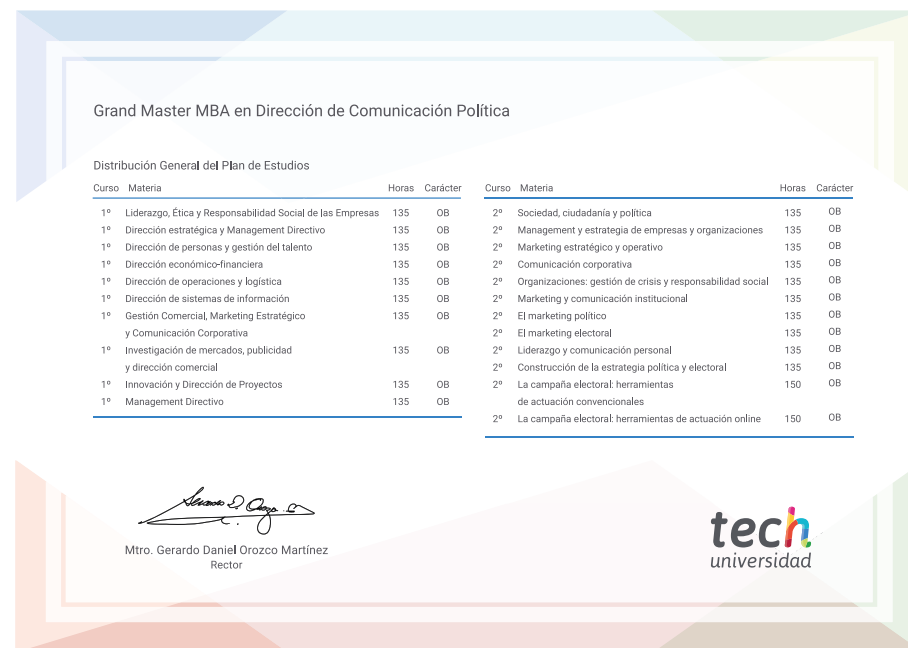 Grand Master MBA en Dirección de Comunicación Política
Distribución General del Plan de Estudios
Curso Materia Horas Carácter
1º Liderazgo, Ética y Responsabilidad Social de las Empresas 135 OB
1º Dirección estratégica y Management Directivo 135 OB
1º Dirección de personas y gestión del talento 135 OB
1º Dirección económico-financiera 135 OB
1º Dirección de operaciones y logística 135 OB
1º Dirección de sistemas de información 135 OB
1º Gestión Comercial, Marketing Estratégico 135 OB
y Comunicación Corporativa
1º Investigación de mercados, publicidad 135 OB
y dirección comercial
1º Innovación y Dirección de Proyectos 135 OB
1º Management Directivo 135 OB
Curso Materia Horas Carácter
2º Sociedad, ciudadanía y política 135 OB
2º Management y estrategia de empresas y organizaciones 135 OB
2º Marketing estratégico y operativo 135 OB
2º Comunicación corporativa 135 OB
2º Organizaciones: gestión de crisis y responsabilidad social 135 OB
2º Marketing y comunicación institucional 135 OB
2º El marketing político 135 OB
2º El marketing electoral 135 OB
2º Liderazgo y comunicación personal 135 OB
2º Construcción de la estrategia política y electoral 135 OB
2º La campaña electoral: herramientas 150 OB
de actuación convencionales
2º La campaña electoral: herramientas de actuación online 150 OB
Mtro. Gerardo Daniel Orozco Martínez
Rector
tech
universidad